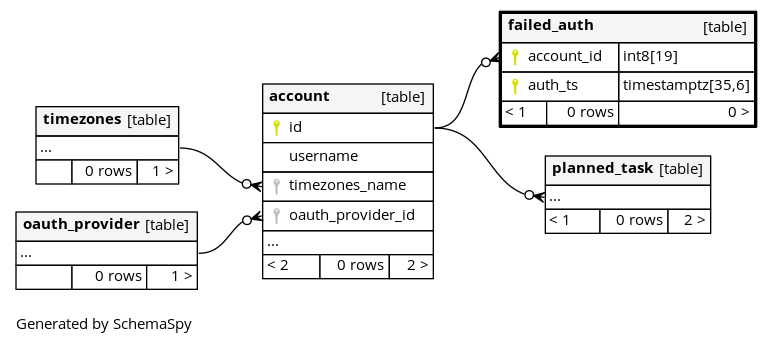 failed_auth [table]
account_id int8[19]
auth_ts timestamptz[35,6]
< 1 0 rows 0 >
account [table]
id
username
timezones_name
oauth_provider_id
...
< 2 0 rows 2 >
timezones [table]
...
0 rows 1 >
planned_task [table]
...
< 1 0 rows 2 >
oauth_provider [table]
...
0 rows 1 >
Generated by SchemaSpy